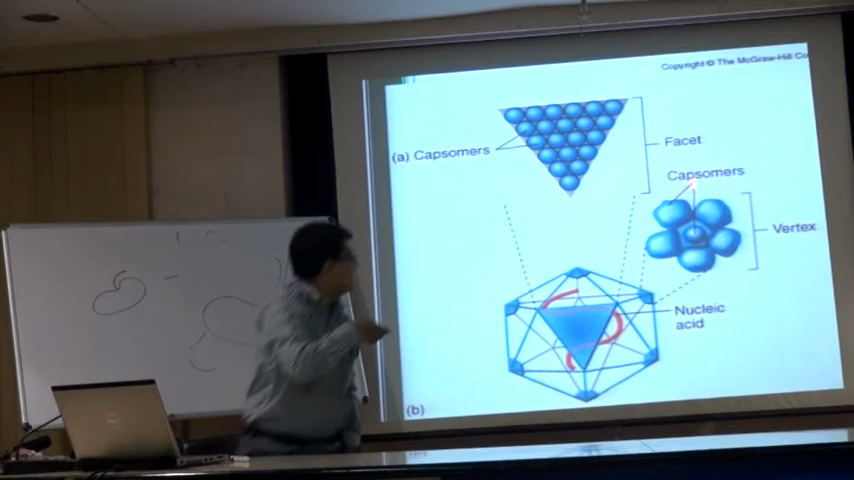 Copyright © The McGraw-Hill Co
(a) Capsomers
Facet
Capsomers
Vertex
Nucleic
acid
(b)